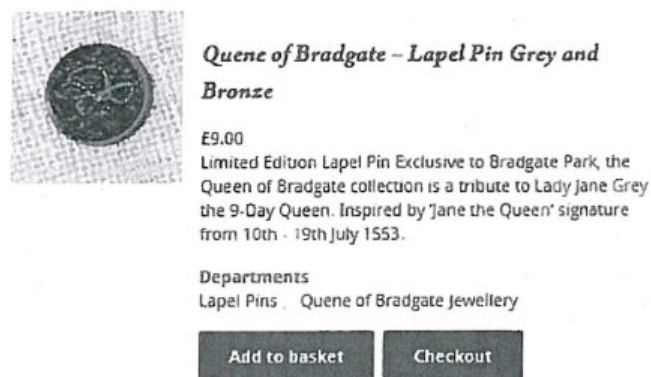 Quene of Bradgate – Lapel Pin Grey and
Bronze
£9.00
Limited Edition Lapel Pin Exclusive to Bradgate Park, the
Queen of Bradgate collection is a tribute to Lady Jane Grey
the 9-Day Queen. Inspired by 'Jane the Queen' signature
from 10th - 19th July 1553.
Departments
Lapel Pins , Quene of Bradgate Jewellery
Add to basket Checkout